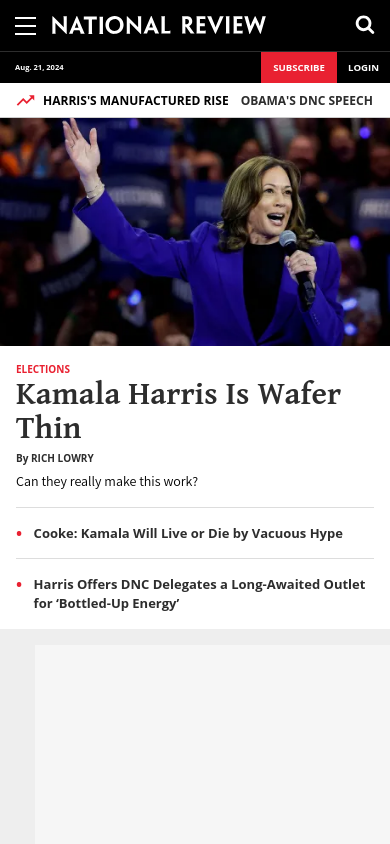 NATIONAL REVIEW
Aug. 21, 2024
SUBSCRIBE
LOGIN
HARRIS'S MANUFACTURED RISE
OBAMA'S DNC SPEECH
ELECTIONS
Kamala Harris Is Wafer
Thin
By RICH LOWRY
Can they really make this work?
• Cooke: Kamala Will Live or Die by Vacuous Hype
• Harris Offers DNC Delegates a Long-Awaited Outlet
for ‘Bottled-Up Energy’